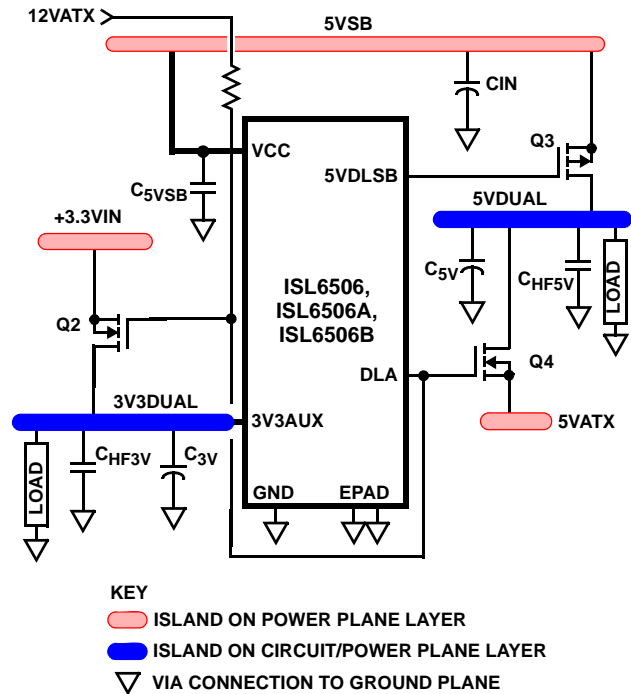 12VATX
5VSB
CIN
Q3
VCC
5VDLSB
C5VSB
5VDUAL
+3.3VIN
C5V
CHF5V
LOAD
ISL6506,
ISL6506A,
ISL6506B
Q2
Q4
DLA
3V3DUAL
3V3AUX
5VATX
CHF3V
C3V
LOAD
GND
EPAD
KEY
ISLAND ON POWER PLANE LAYER
ISLAND ON CIRCUIT/POWER PLANE LAYER
VIA CONNECTION TO GROUND PLANE